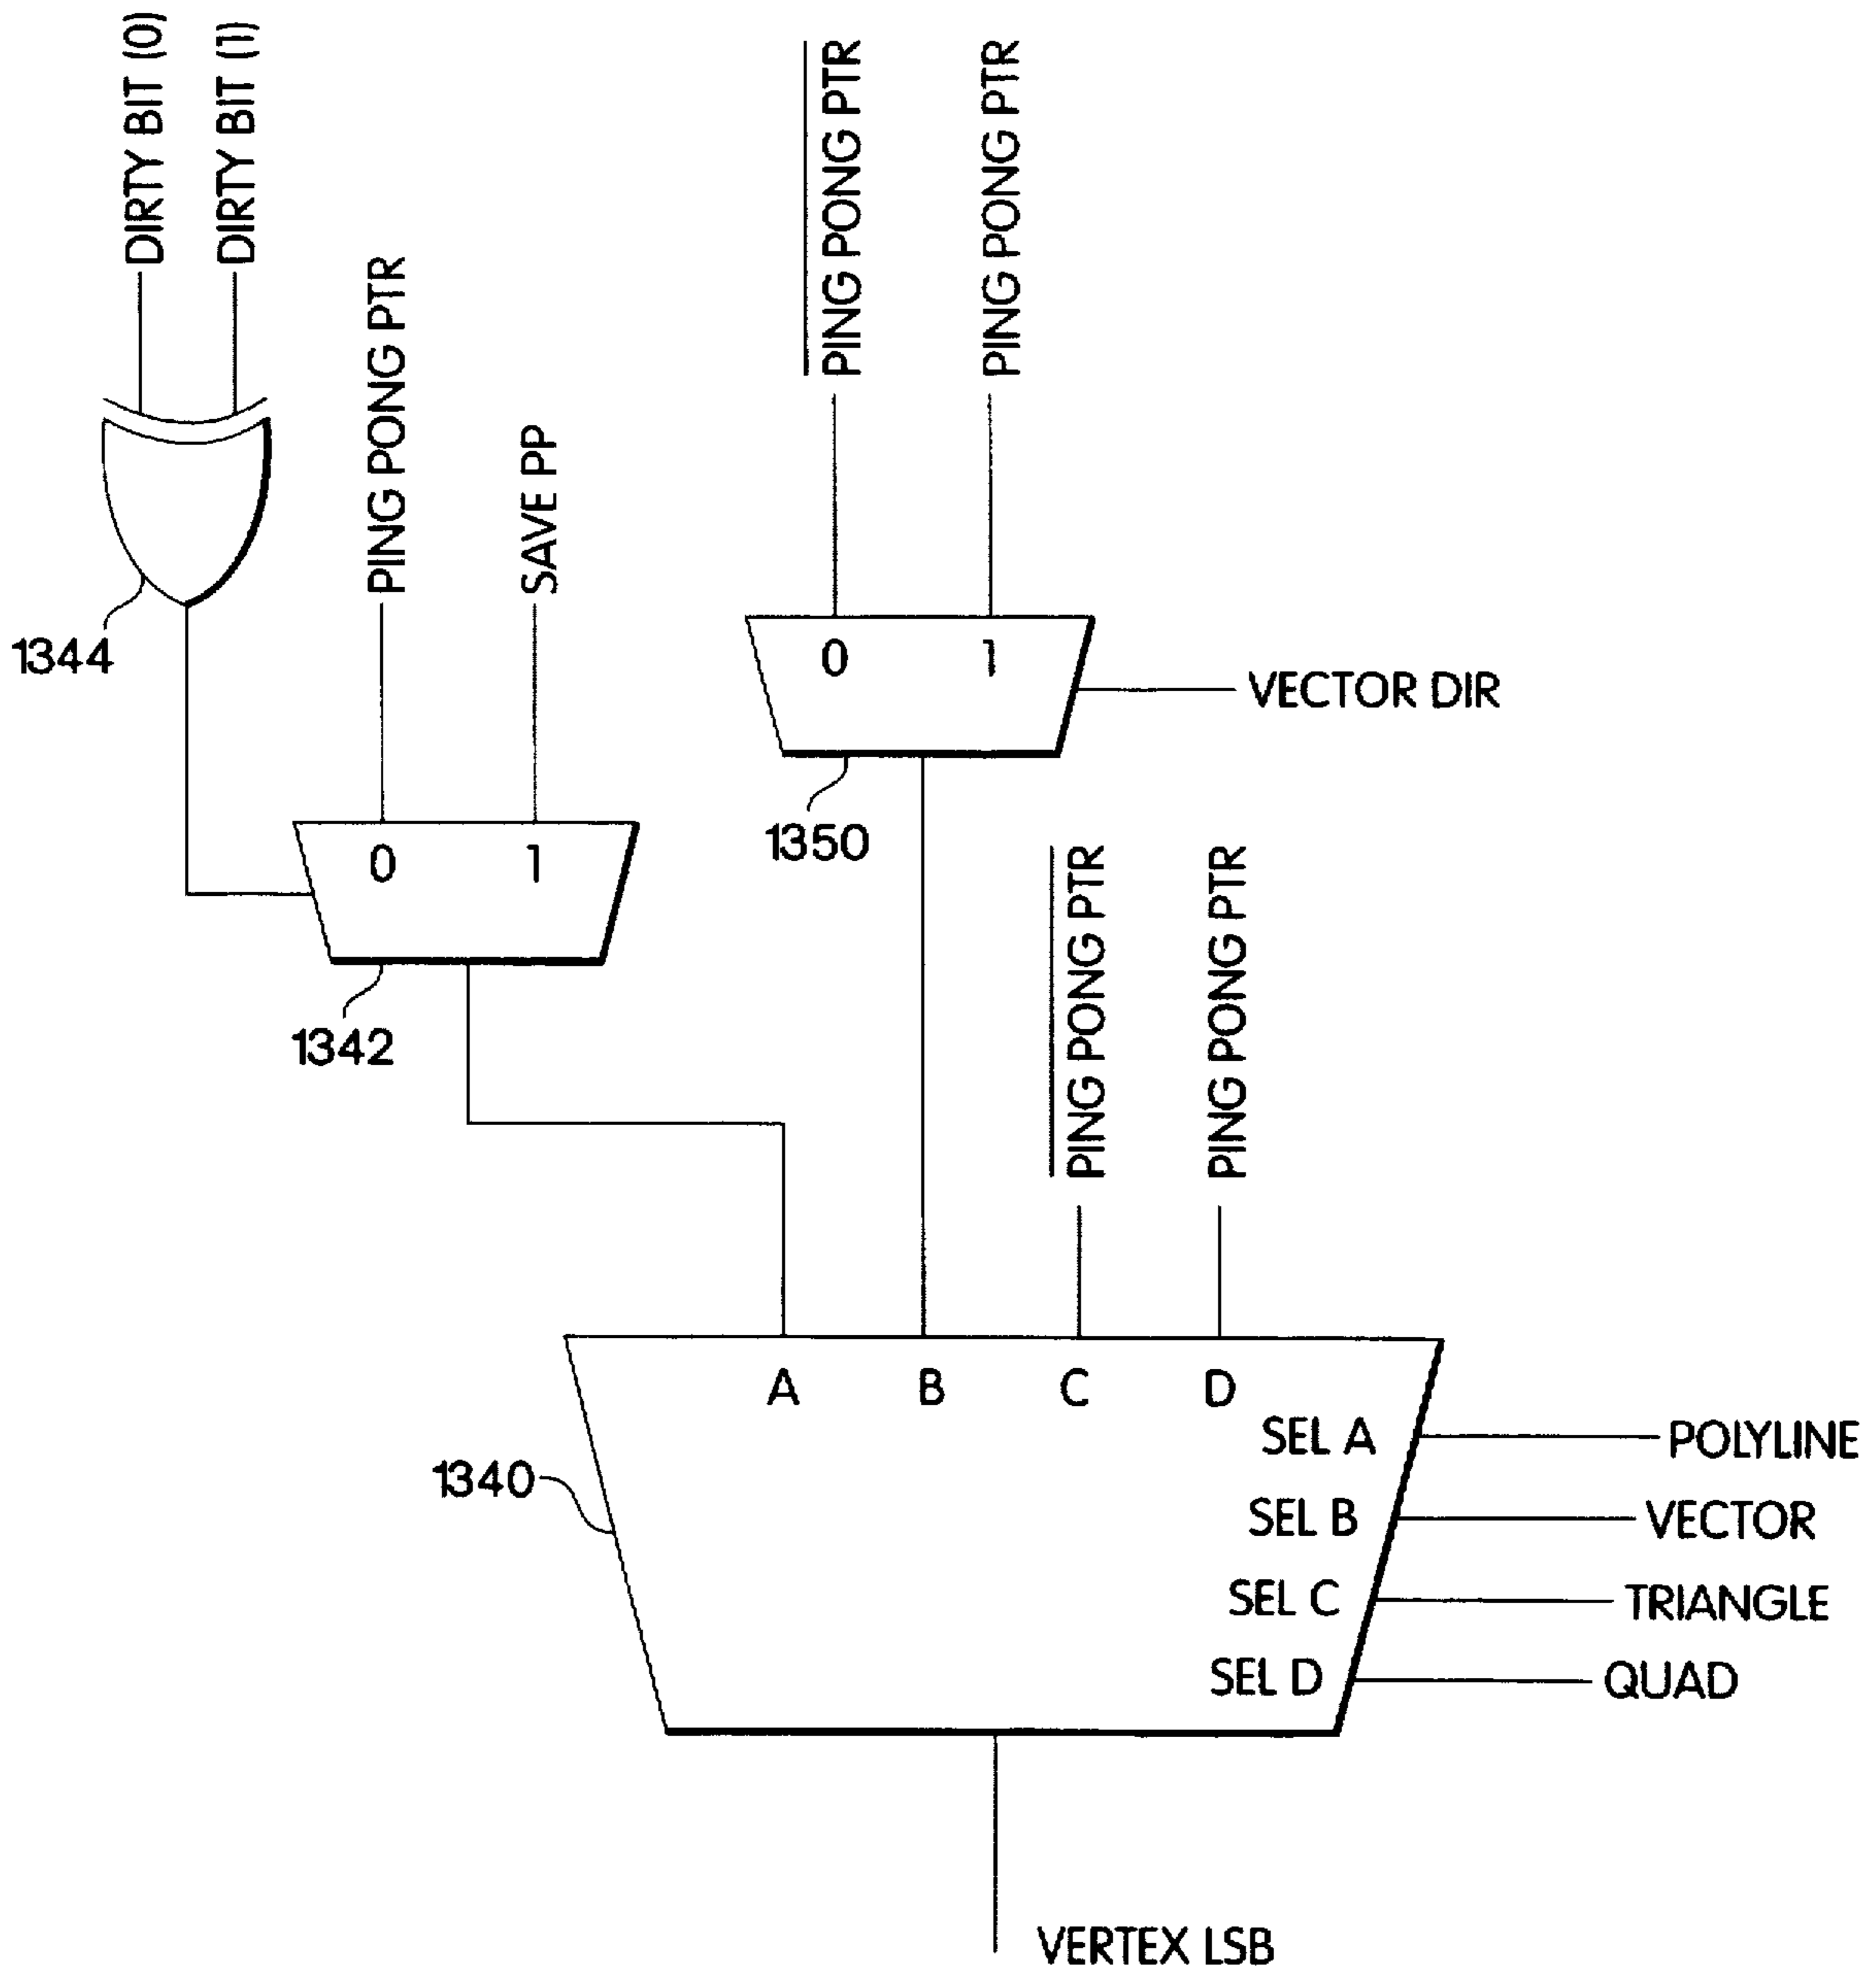 DIRTY BIT (0)
DIRTY BIT (1)
PING PONG PTR
PING PONG PTR
PING PONG PTR
SAVE PP
1344
0
1
VECTOR DIR
1350
0
1
1342
PING PONG PTR
PING PONG PTR
A
B
C
D
SEL A
POLYLINE
1340
SEL B
VECTOR
SEL C
TRIANGLE
SEL D
QUAD
VERTEX LSB